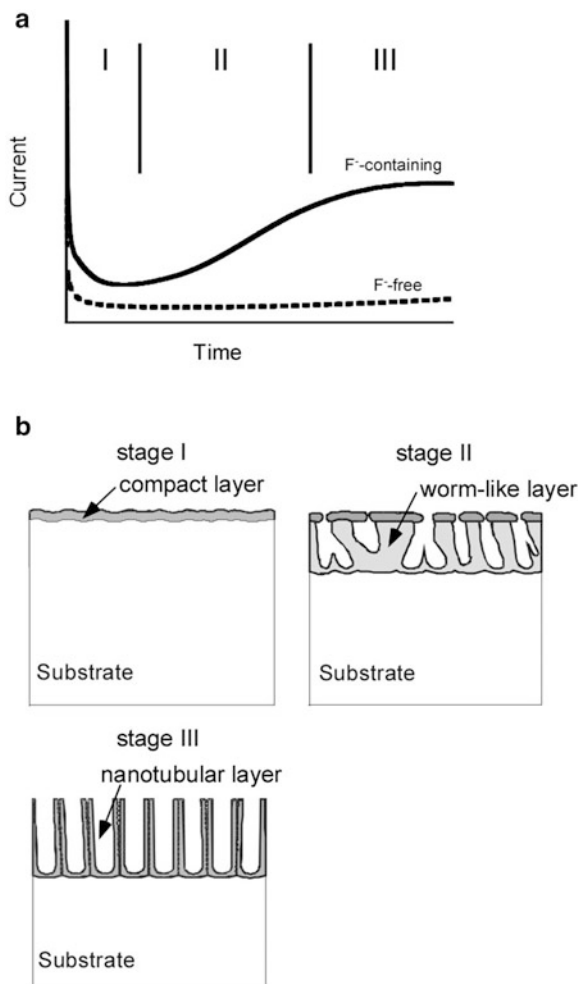 a
I II III
Current
F⁻-containing
F⁻-free
Time
b
stage I
compact layer
Substrate
stage II
worm-like layer
Substrate
stage III
nanotubular layer
Substrate